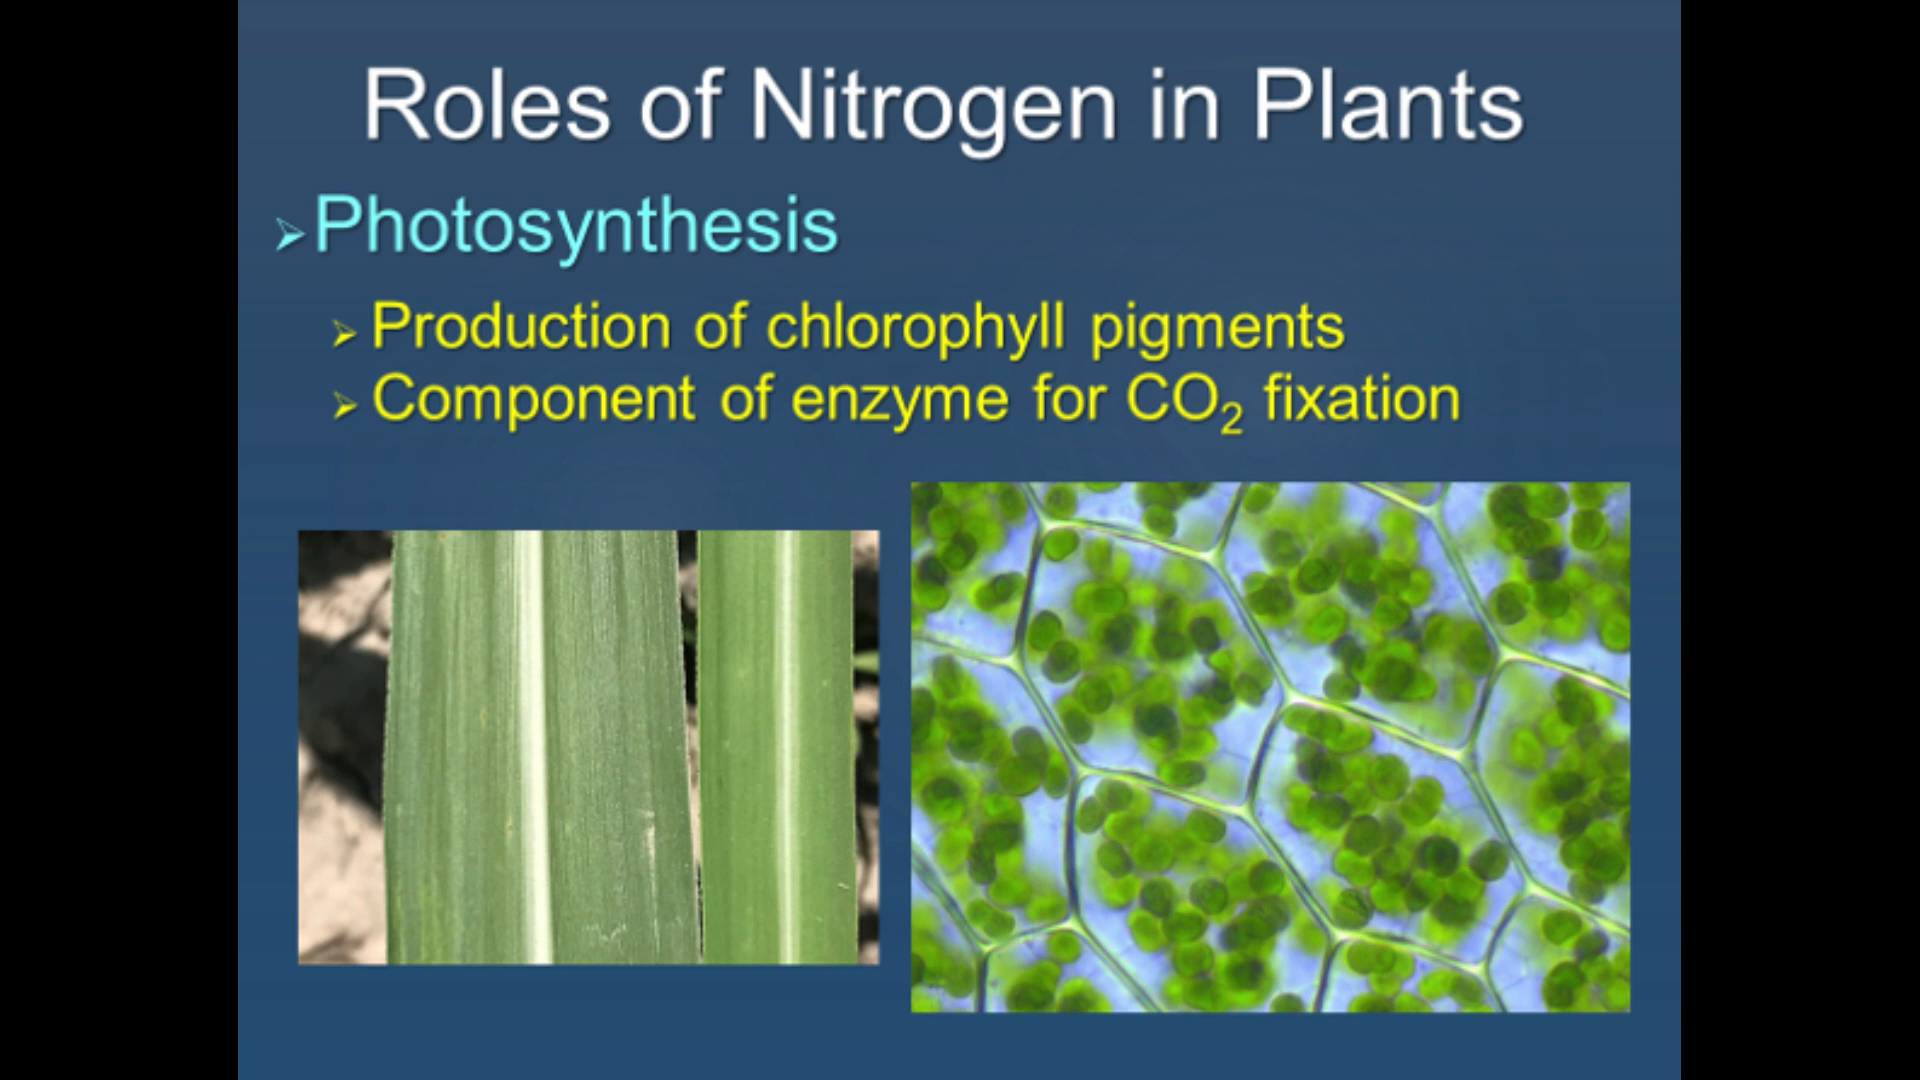 Roles of Nitrogen in Plants
➢Photosynthesis
➢Production of chlorophyll pigments
➢Component of enzyme for CO₂ fixation